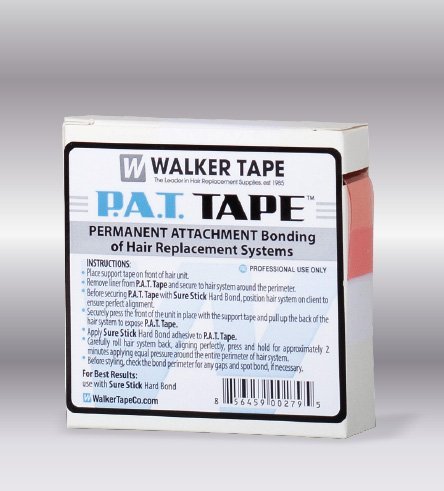 W WALKER TAPE
The Leader in Hair Replacement Supplies, est 1985
P.A.T. TAPE™
PERMANENT ATTACHMENT Bonding
of Hair Replacement Systems
PROFESSIONAL USE ONLY
INSTRUCTIONS:
• Place support tape on front of hair unit.
• Remove liner from P.A.T. Tape and secure to hair system around the perimeter.
• Before securing P.A.T. Tape with Sure Stick Hard Bond, position hair system on client to
ensure perfect alignment.
• Securely press the front of the unit in place with the support tape and pull up the back of the
hair system to expose P.A.T. Tape.
• Apply Sure Stick Hard Bond adhesive to P.A.T. Tape.
• Carefully roll hair system back, aligning perfectly, press and hold for approximately 2
minutes applying equal pressure around the entire perimeter of hair system.
• Before styling, check the bond perimeter for any gaps and spot bond, if necessary.
For Best Results:
use with Sure Stick Hard Bond
W WalkerTapeCo.com
8 56459 00279 5